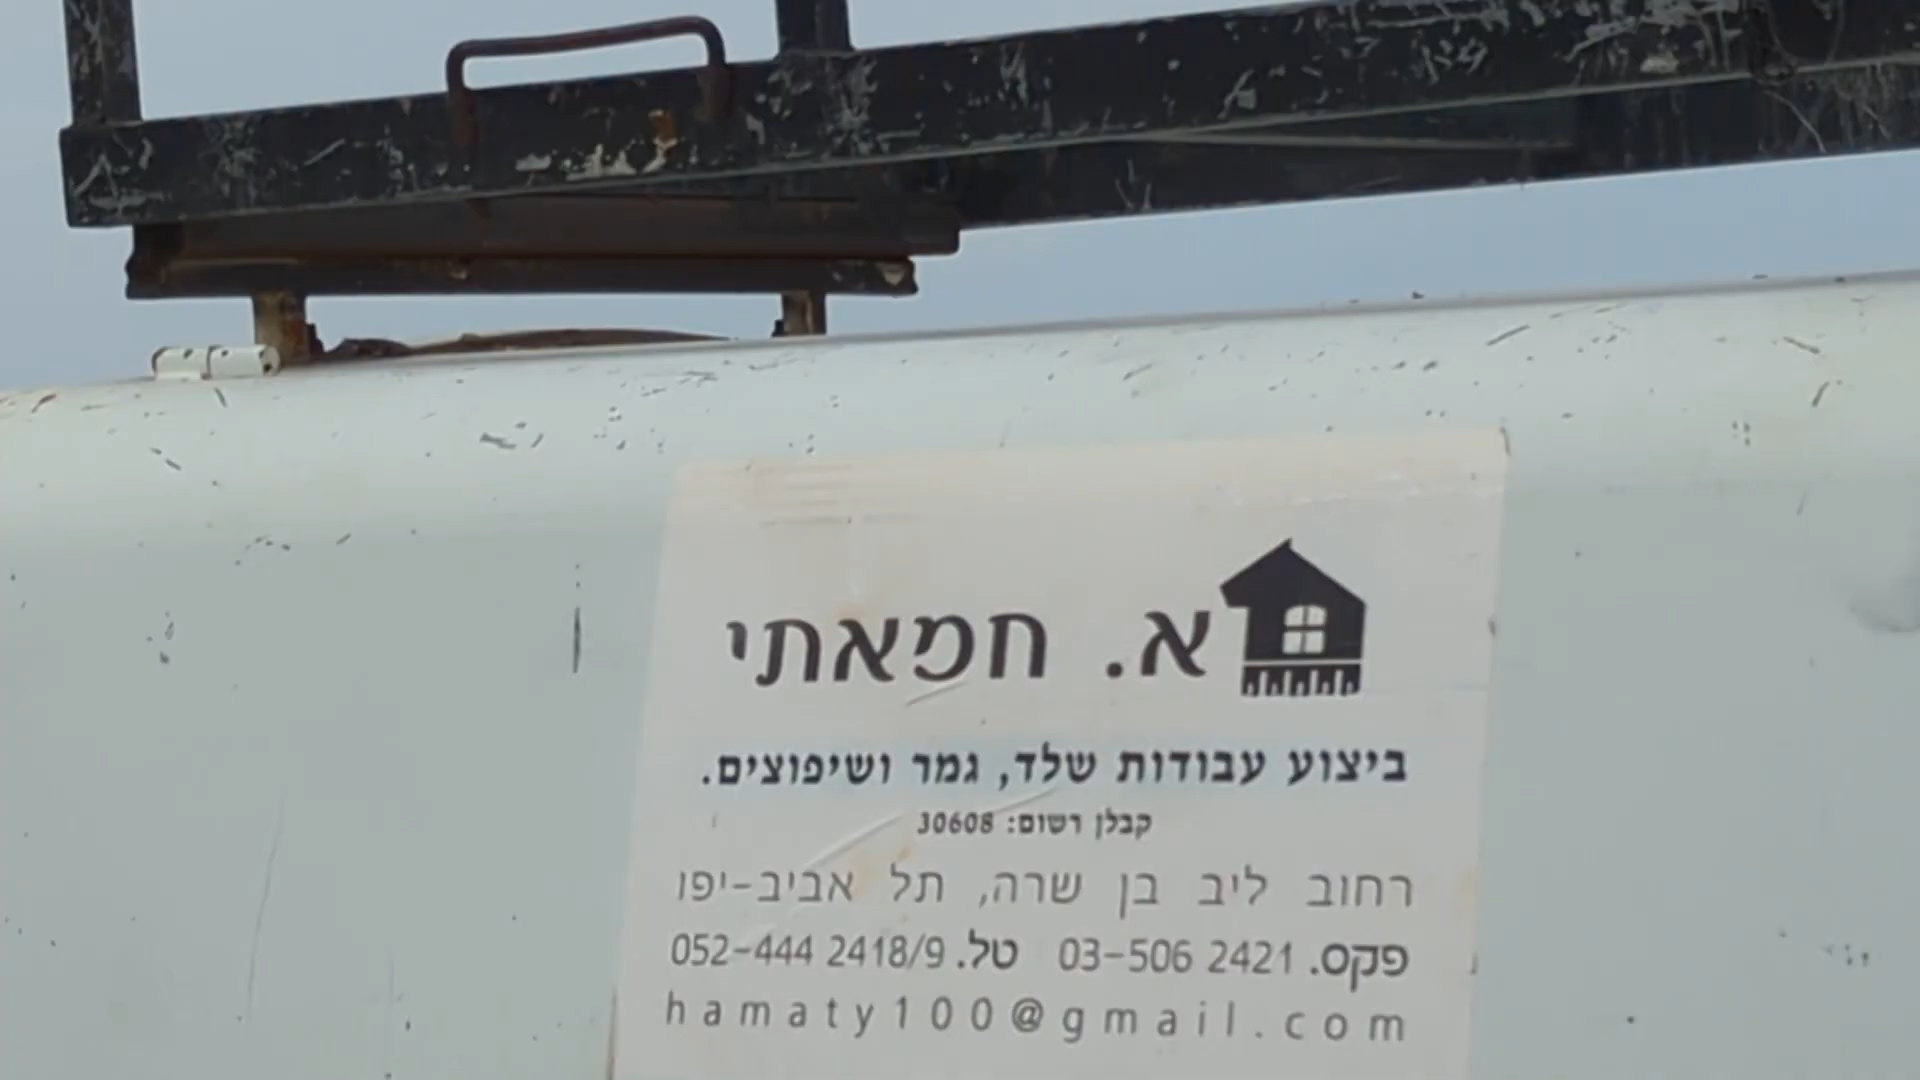 א. חמאתי
ביצוע עבודות שלד, גמר ושיפוצים.
קבלן רשום: 30608
רחוב ליב בן שרה, תל אביב-יפו
פקס. 03-506 2421 טל. 052-444 2418/9
hamaty100@gmail.com